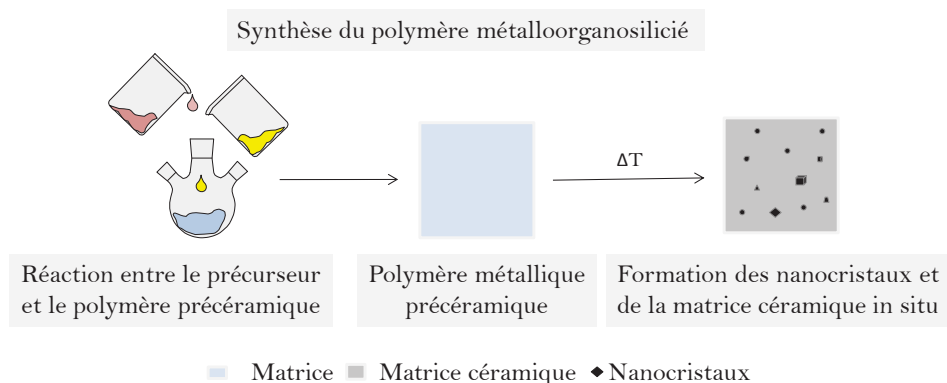 Synthèse du polymère métalloorganosilicié
ΔT
Réaction entre le précurseur
et le polymère précéramique
Polymère métallique
précéramique
Formation des nanocristaux et
de la matrice céramique in situ
Matrice
Matrice céramique
Nanocristaux